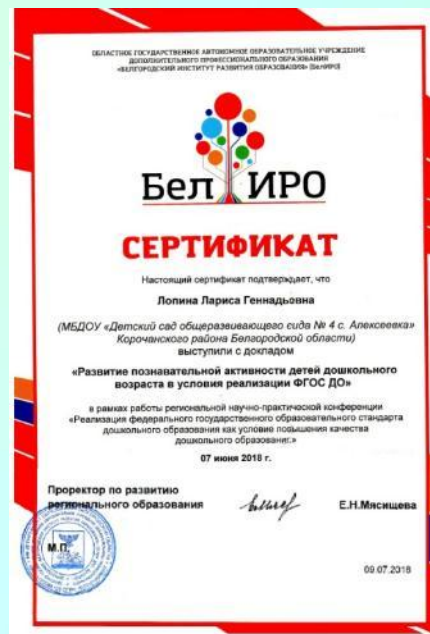 ОБЛАСТНОЕ ГОСУДАРСТВЕННОЕ АВТОНОМНОЕ ОБРАЗОВАТЕЛЬНОЕ УЧРЕЖДЕНИЕ
ДОПОЛНИТЕЛЬНОГО ПРОФЕССИОНАЛЬНОГО ОБРАЗОВАНИЯ
«БЕЛГОРОДСКИЙ ИНСТИТУТ РАЗВИТИЯ ОБРАЗОВАНИЯ» (БелИРО)
Бел ИРО
СЕРТИФИКАТ
Настоящий сертификат подтверждает, что
Лопина Лариса Геннадьовна
(МБДОУ «Детский сад общеразвивающего вида № 4 с. Алексеевка»
Корочанского района Белгородской области)
выступили с докладом
«Развитие познавательной активности детей дошкольного
возраста в условия реализации ФГОС ДО»
в рамках работы региональной научно-практической конференции
«Реализация федерального государственного образовательного стандарта
дошкольного образования как условие повышения качества
дошкольного образования»
07 июня 2018 г.
Проректор по развитию
регионального образования
Е.Н.Мясищева
М.П.
09.07.2018